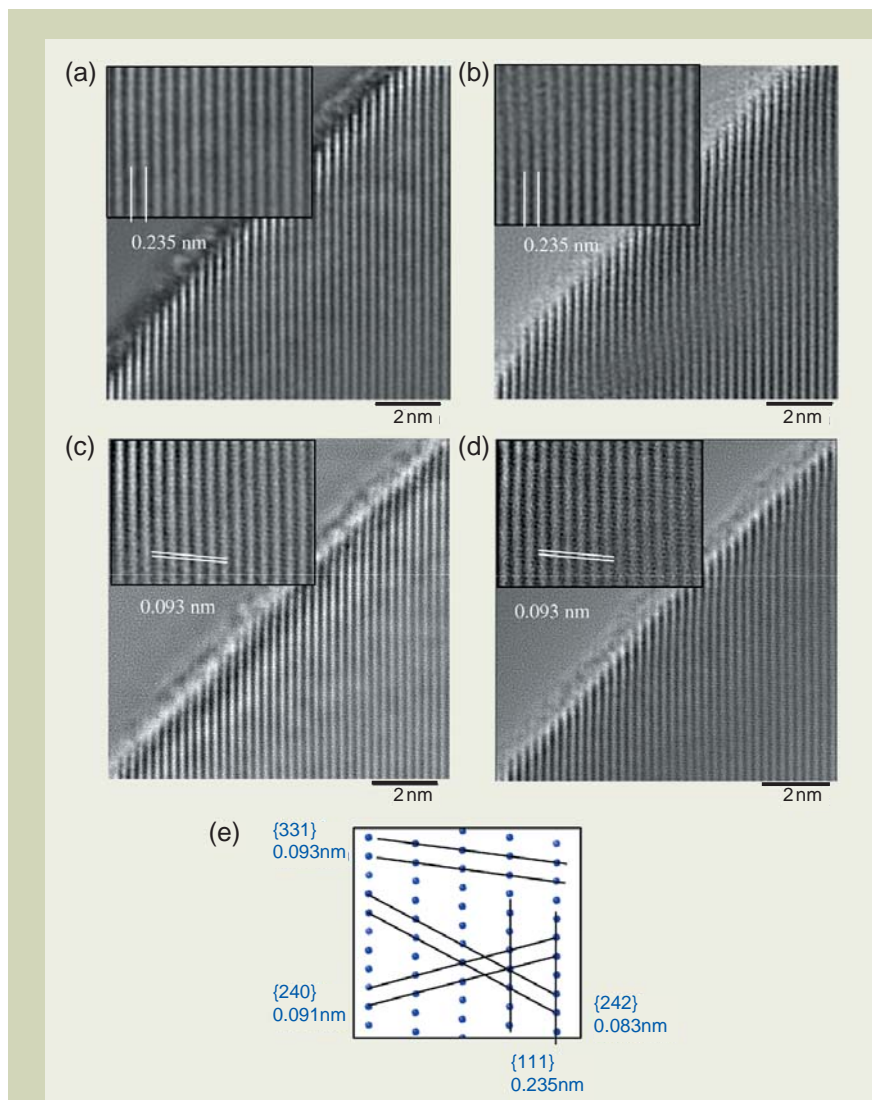 (a)
0.235 nm
2 nm
(b)
0.235 nm
2 nm
(c)
0.093 nm
2 nm
(d)
0.093 nm
2 nm
(e)
{331}
0.093nm
{240}
0.091nm
{242}
0.083nm
{111}
0.235nm